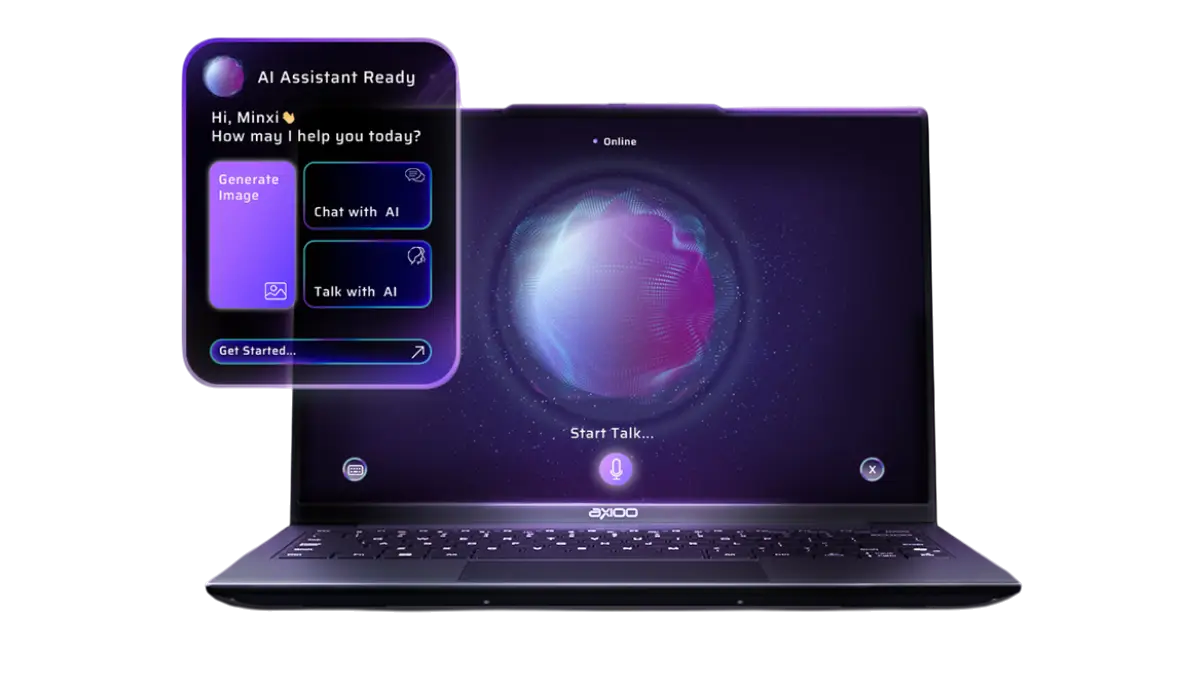 AI Assistant Ready
Hi, Minxi👋
How may I help you today?
Generate
Image
Chat with AI
Talk with AI
Get Started...
Online
Start Talk...
X
AXIOO